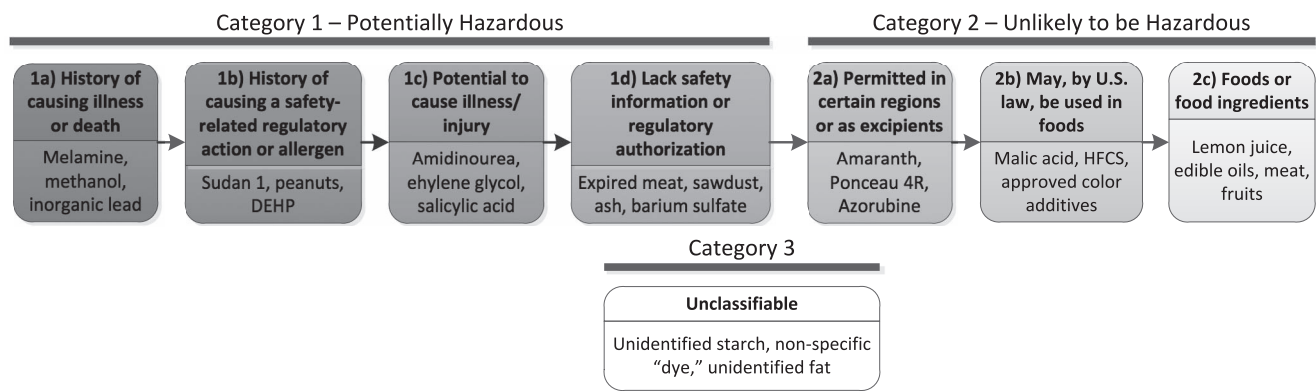 Category 1 – Potentially Hazardous
Category 2 – Unlikely to be Hazardous
1a) History of
causing illness
or death
Melamine,
methanol,
inorganic lead
1b) History of
causing a safety-
related regulatory
action or allergen
Sudan 1, peanuts,
DEHP
1c) Potential to
cause illness/
injury
Amidinourea,
ehylene glycol,
salicylic acid
1d) Lack safety
information or
regulatory
authorization
Expired meat, sawdust,
ash, barium sulfate
2a) Permitted in
certain regions
or as excipients
Amaranth,
Ponceau 4R,
Azorubine
2b) May, by U.S.
law, be used in
foods
Malic acid, HFCS,
approved color
additives
2c) Foods or
food ingredients
Lemon juice,
edible oils, meat,
fruits
Category 3
Unclassifiable
Unidentified starch, non-specific
“dye,” unidentified fat